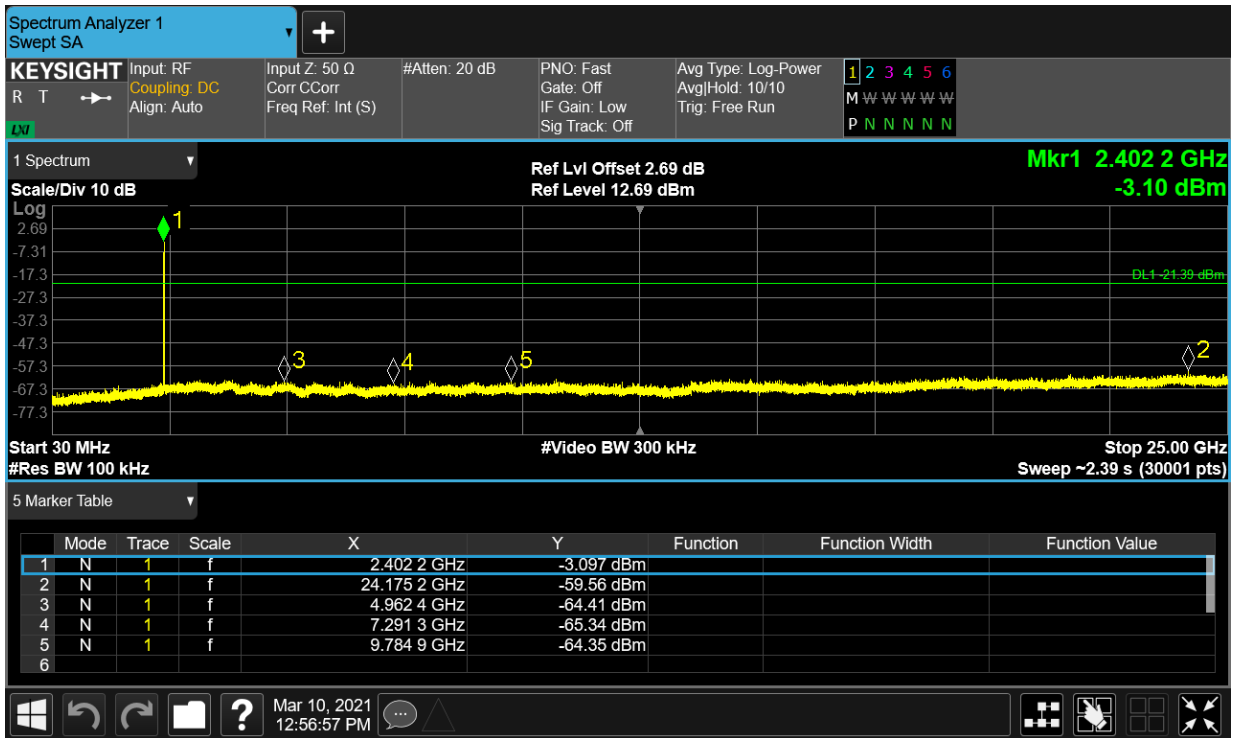 Spectrum Analyzer 1
Swept SA
+
KEYSIGHT
R T
LXI
Input: RF
Coupling: DC
Align: Auto
Input Z: 50 Ω
Corr CCorr
Freq Ref: Int (S)
#Atten: 20 dB
PNO: Fast
Gate: Off
IF Gain: Low
Sig Track: Off
Avg Type: Log-Power
Avg|Hold: 10/10
Trig: Free Run
1 2 3 4 5 6
M W W W W W
P N N N N N
1 Spectrum
Scale/Div 10 dB
Ref Lvl Offset 2.69 dB
Ref Level 12.69 dBm
Mkr1 2.402 2 GHz
-3.10 dBm
Log
2.69
-7.31
-17.3
-27.3
-37.3
-47.3
-57.3
-67.3
-77.3
1
DL1 -21.39 dBm
3
4
5
2
Start 30 MHz
#Video BW 300 kHz
Stop 25.00 GHz
#Res BW 100 kHz
Sweep ~2.39 s (30001 pts)
5 Marker Table
Mode Trace Scale X Y Function Function Width Function Value
1 N 1 f 2.402 2 GHz -3.097 dBm
2 N 1 f 24.175 2 GHz -59.56 dBm
3 N 1 f 4.962 4 GHz -64.41 dBm
4 N 1 f 7.291 3 GHz -65.34 dBm
5 N 1 f 9.784 9 GHz -64.35 dBm
6
?
Mar 10, 2021
12:56:57 PM